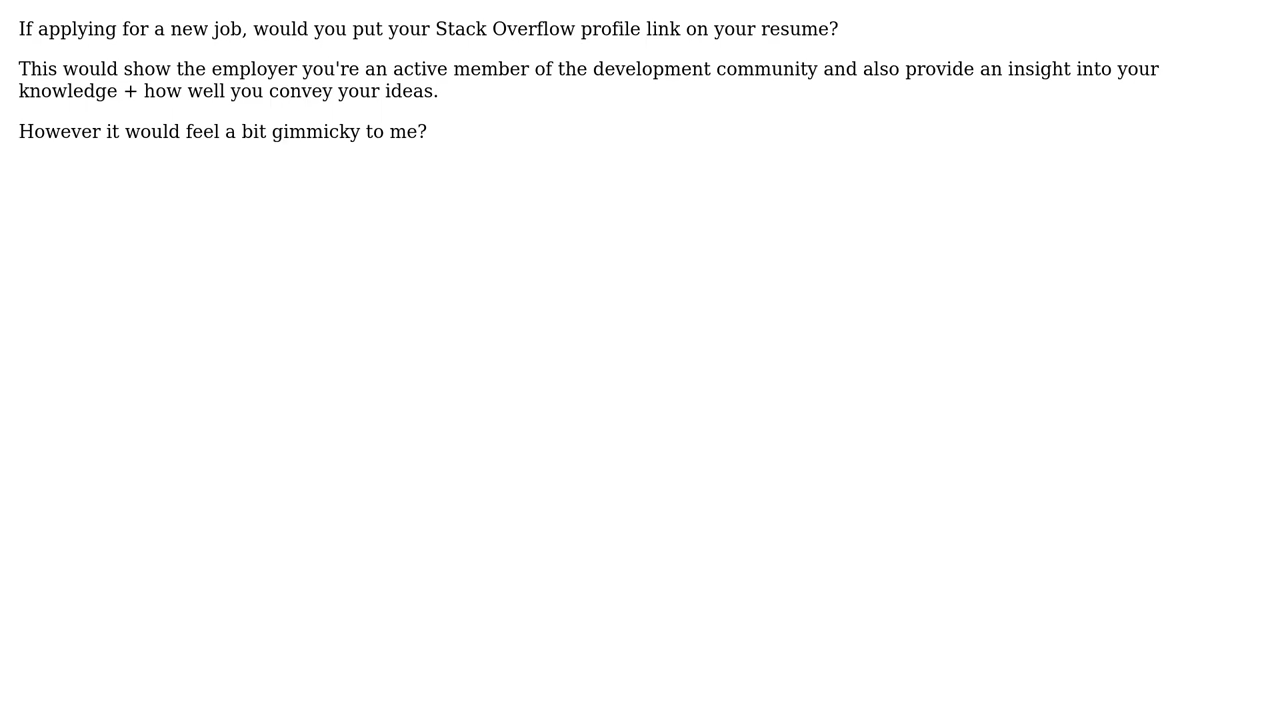 If applying for a new job, would you put your Stack Overflow profile link on your resume?
This would show the employer you're an active member of the development community and also provide an insight into your
knowledge + how well you convey your ideas.
However it would feel a bit gimmicky to me?